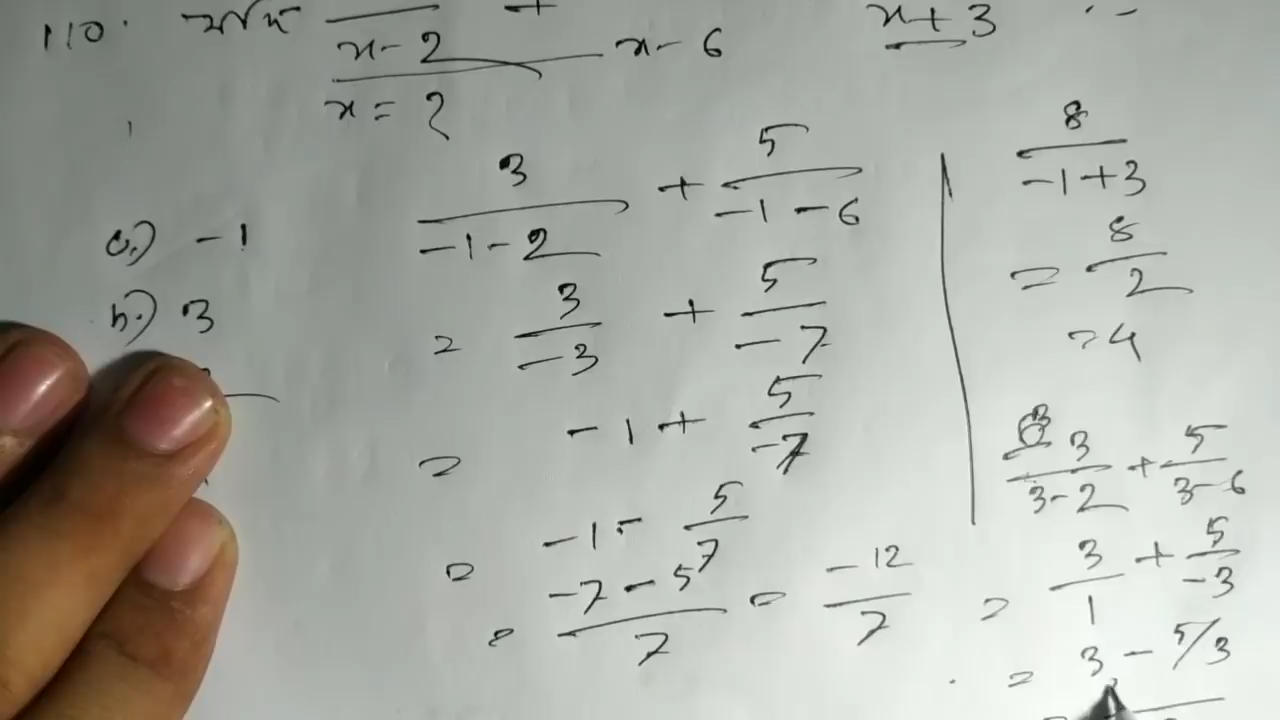 110. যদি ——— + ——— ———
x-2 x-6 x+3
x=2
a.) -1
b.) 3
3/(-1-2) + 5/(-1-6)
= 3/-3 + 5/-7
= -1 + 5/-7
= -1 - 5/7
= (-7-5)/7 = -12/7
8/(-1+3)
= 8/2
= 4
3/(3-2) + 5/(3-6)
= 3/1 + 5/-3
= 3 - 5/3